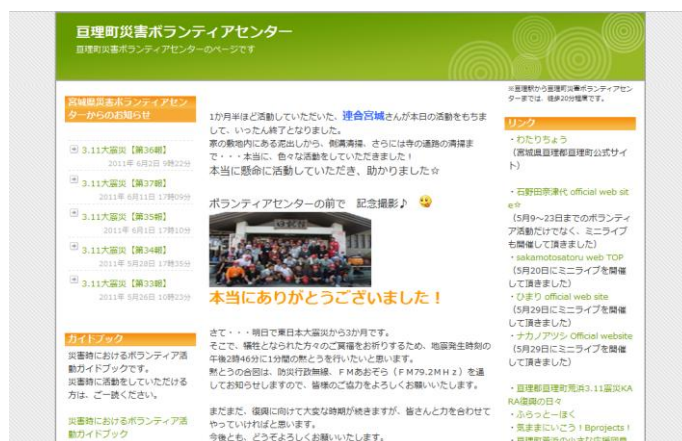 亘理町災害ボランティアセンター
亘理町災害ボランティアセンターのページです
宮城県災害ボランティアセン
ターからのお知らせ
3.11大震災【第36報】
2011年 6月2日 9時22分
3.11大震災【第37報】
2011年 6月11日 17時09分
3.11大震災【第35報】
2011年 6月1日 17時10分
3.11大震災【第34報】
2011年 5月28日 17時35分
3.11大震災【第33報】
2011年 5月26日 10時23分
ガイドブック
災害時におけるボランティア活
動ガイドブックです。
災害時に活動をしていただける
方は、ご一読ください。
災害時におけるボランティア活
動ガイドブック
1か月半ほど活動していただいた、連合宮城さんが本日の活動をもちま
して、いったん終了となりました。
家の敷地内にある泥出しから、側溝清掃、さらには寺の通路の清掃ま
で・・・本当に、色々な活動をしていただきました！
本当に懸命に活動していただき、助かりました☆
ボランティアセンターの前で　記念撮影♪
本当にありがとうございました！
さて・・・明日で東日本大震災から3か月です。
そこで、犠牲となられた方々のご冥福をお祈りするため、地震発生時刻の
午後2時46分に1分間の黙とうを行いたいと思います。
黙とうの合図は、防災行政無線、ＦＭあおぞら（ＦＭ79.2ＭＨｚ）を通
してお知らせしますので、皆様のご協力をよろしくお願いいたします。
まだまだ、復興に向けて大変な時期が続きますが、皆さんと力を合わせて
やっていければと思います。
今後とも、どうぞよろしくお願いいたします。
※亘理駅から亘理町災害ボランティアセン
ターまでは、徒歩20分程度です。
リンク
・わたりちょう
（宮城県亘理郡亘理町公式サイ
ト）
・石野田奈津代 official web sit
e☆
（5月9～23日までのボランティ
ア活動だけでなく、ミニライブ
も開催して頂きました）
・sakamotosatoru web TOP
（5月20日にミニライブを開催
して頂きました）
・ひまり official web site
（5月29日にミニライブを開催
して頂きました）
・ナカノアツシ Official website
（5月29日にミニライブを開催
して頂きました）
・亘理郡亘理町荒浜3.11震災KA
RA復興の日々
・ふらっとーほく
・気ままにいこう！Bprojects！